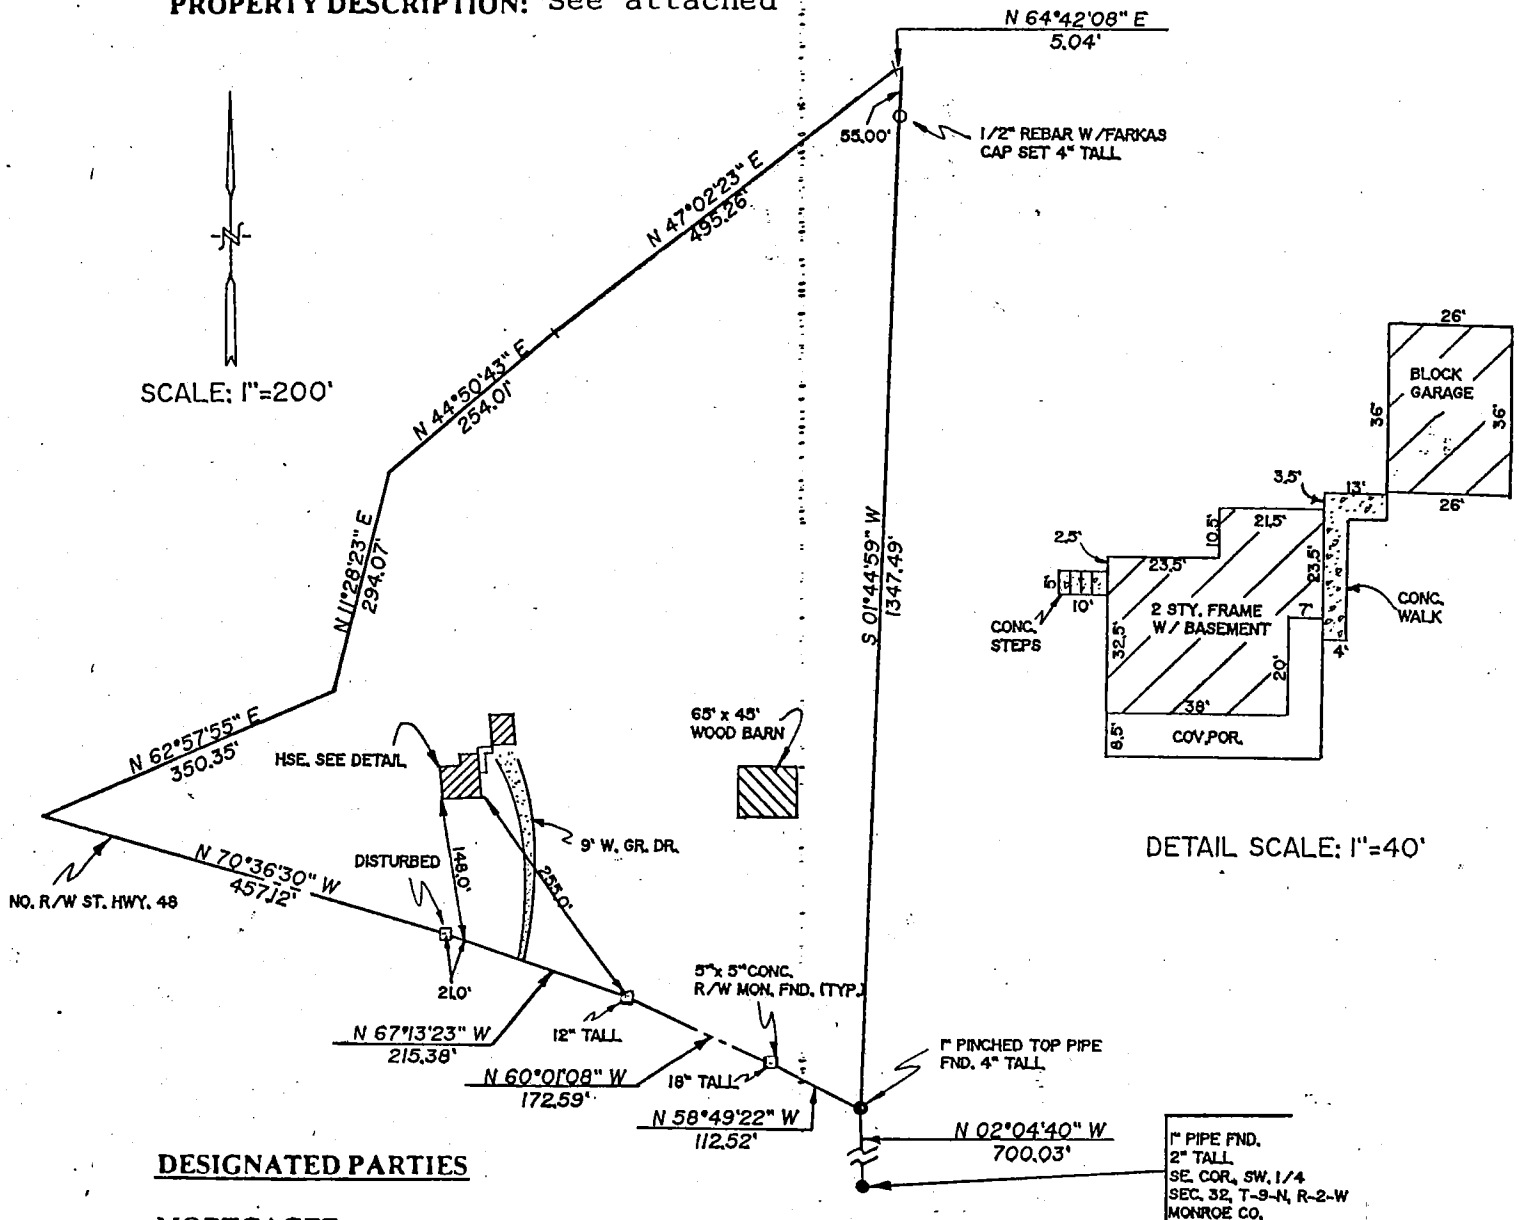 PROPERTY DESCRIPTION: See attached
N 64°42'08" E
5.04'
55.00'
1/2" REBAR W/FARKAS
CAP SET 4" TALL
N 47°02'23" E
495.26'
SCALE: 1"=200'
N 44°50'43" E
254.01'
N 11°28'23" E
294.07'
S 01°44'59" W
1347.49'
26'
BLOCK
GARAGE
36'
36'
26'
3.5'
13'
21.5'
10.5'
2.5'
23.5'
23.5'
5'
10'
CONC.
STEPS
2 STY. FRAME
W/ BASEMENT
7'
CONC.
WALK
4'
32.5'
20'
38'
8.5'
COV.POR.
DETAIL SCALE: 1"=40'
N 62°57'55" E
350.35'
HSE. SEE DETAIL
65' x 45'
WOOD BARN
9' W. GR. DR.
148.0'
255.0'
DISTURBED
N 70°36'30" W
457.12'
NO. R/W ST. HWY. 48
21.0'
5"x 5" CONC.
R/W MON. FND. (TYP.)
12" TALL
N 67°13'23" W
215.38'
18" TALL
N 60°01'08" W
172.59'
N 58°49'22" W
112.52'
1" PINCHED TOP PIPE
FND. 4" TALL
N 02°04'40" W
700.03'
1" PIPE FND.
2" TALL
SE. COR., SW. 1/4
SEC. 32, T-9-N, R-2-W
MONROE CO.
DESIGNATED PARTIES